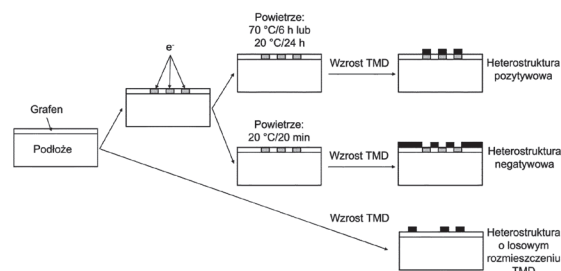 Powietrze:
70 °C/6 h lub
20 °C/24 h
e-
Wzrost TMD
Heterostruktura
pozytywowa
Grafen
Podłoże
Powietrze:
20 °C/20 min
Wzrost TMD
Heterostruktura
negatywowa
Wzrost TMD
Heterostruktura
o losowym
rozmieszczeniu
TMD